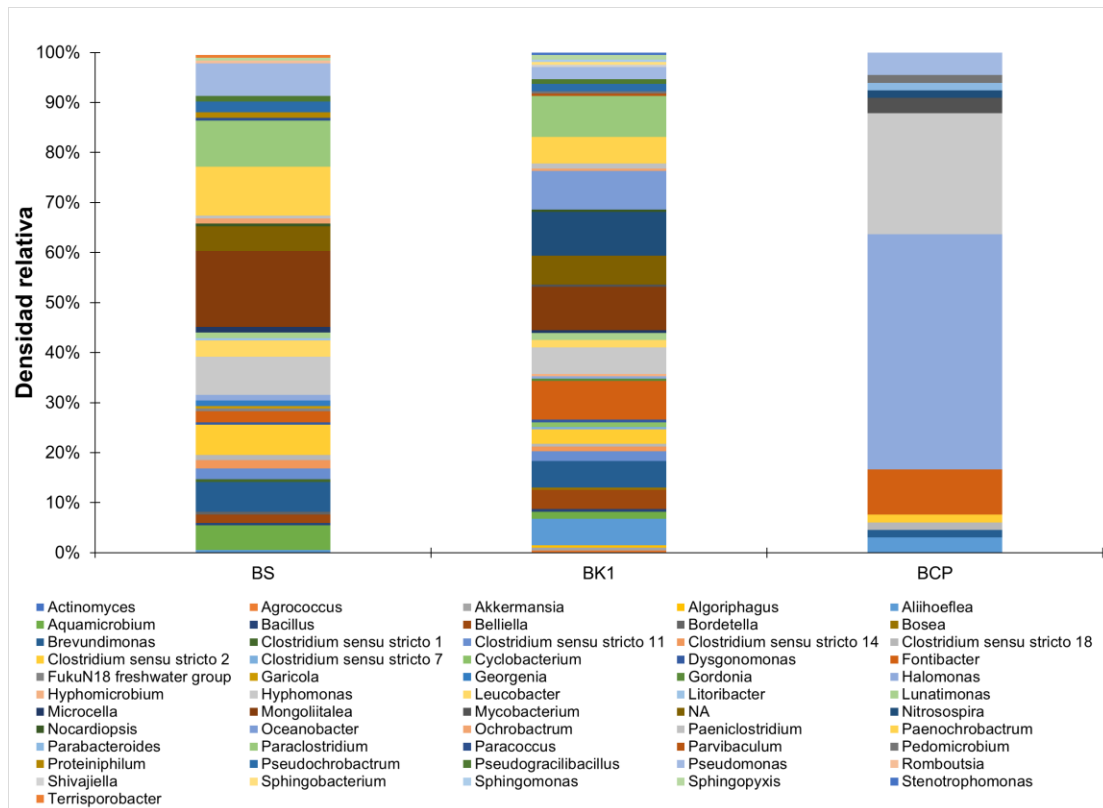 100%
90%
80%
70%
60%
50%
40%
30%
20%
10%
0%
Densidad relativa
BS BK1 BCP
Actinomyces Agrococcus Akkermansia Algoriphagus Aliihoeflea
Aquamicrobium Bacillus Belliella Bordetella Bosea
Brevundimonas Clostridium sensu stricto 1 Clostridium sensu stricto 11 Clostridium sensu stricto 14 Clostridium sensu stricto 18
Clostridium sensu stricto 2 Clostridium sensu stricto 7 Cyclobacterium Dysgonomonas Fontibacter
FukuN18 freshwater group Garicola Georgenia Gordonia Halomonas
Hyphomicrobium Hyphomonas Leucobacter Litoribacter Lunatimonas
Microcella Mongoliitalea Mycobacterium NA Nitrosospira
Nocardiopsis Oceanobacter Ochrobactrum Paeniclostridium Paenochrobactrum
Parabacteroides Paraclostridium Paracoccus Parvibaculum Pedomicrobium
Proteiniphilum Pseudochrobactrum Pseudogracilibacillus Pseudomonas Romboutsia
Shivajiella Sphingobacterium Sphingomonas Sphingopyxis Stenotrophomonas
Terrisporobacter